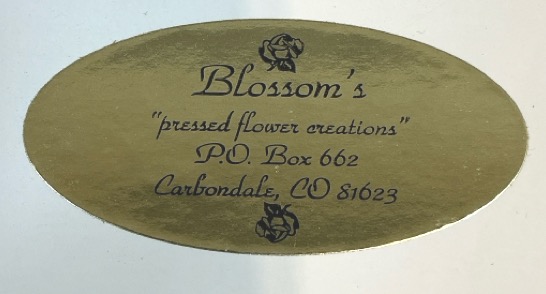 Blossom's
"pressed flower creations"
P.O. Box 662
Carbondale, CO 81623